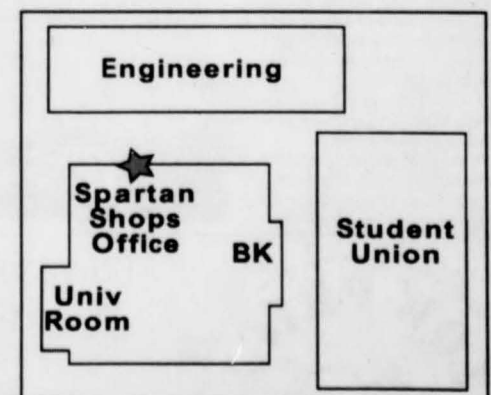 Engineering
Spartan
Shops
Office
BK
Univ
Room
Student
Union